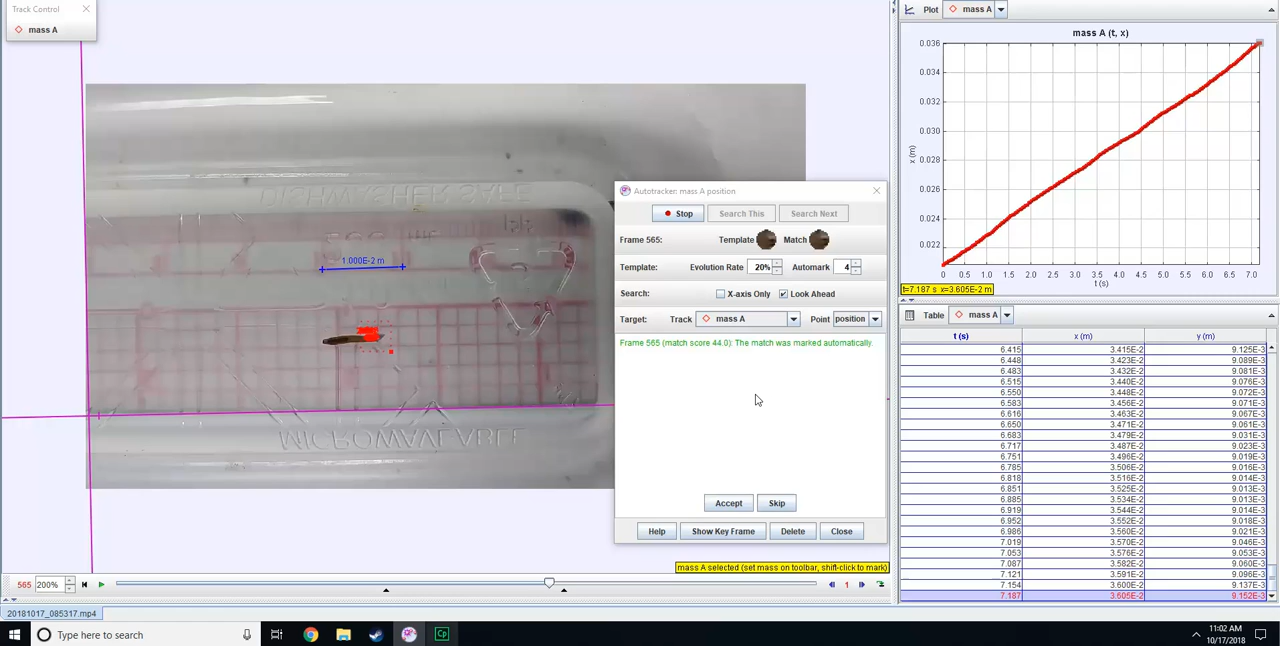 Track Control
mass A
DISHWASHER SAFE
1.000E-2 m
MICROWAVABLE
Autotracker: mass A position
Stop
Search This
Search Next
Frame 565:
Template
Match
Template:
Evolution Rate
20%
Automark
4
Search:
X-axis Only
Look Ahead
Target:
Track
mass A
Point
position
Frame 565 (match score 44.0): The match was marked automatically.
Accept
Skip
Help
Show Key Frame
Delete
Close
mass A selected (set mass on toolbar, shift-click to mark)
565
200%
1
20181017_085317.mp4
Plot
mass A
mass A (t, x)
0.036
0.034
0.032
0.030
0.028
0.026
0.024
0.022
x (m)
0 0.5 1.0 1.5 2.0 2.5 3.0 3.5 4.0 4.5 5.0 5.5 6.0 6.5 7.0
t (s)
t=7.187 s x=3.605E-2 m
Table
mass A
t (s) x (m) y (m)
6.415 3.415E-2 9.125E-3
6.448 3.423E-2 9.089E-3
6.483 3.432E-2 9.081E-3
6.515 3.440E-2 9.076E-3
6.550 3.448E-2 9.072E-3
6.583 3.456E-2 9.071E-3
6.616 3.463E-2 9.067E-3
6.650 3.471E-2 9.061E-3
6.683 3.479E-2 9.031E-3
6.717 3.487E-2 9.023E-3
6.751 3.496E-2 9.019E-3
6.785 3.506E-2 9.016E-3
6.818 3.516E-2 9.014E-3
6.851 3.525E-2 9.013E-3
6.885 3.534E-2 9.013E-3
6.919 3.544E-2 9.014E-3
6.952 3.552E-2 9.018E-3
6.986 3.560E-2 9.021E-3
7.019 3.570E-2 9.046E-3
7.053 3.576E-2 9.053E-3
7.087 3.582E-2 9.060E-3
7.121 3.591E-2 9.096E-3
7.154 3.600E-2 9.137E-3
7.187 3.605E-2 9.152E-3
Type here to search
Cp
11:02 AM
10/17/2018